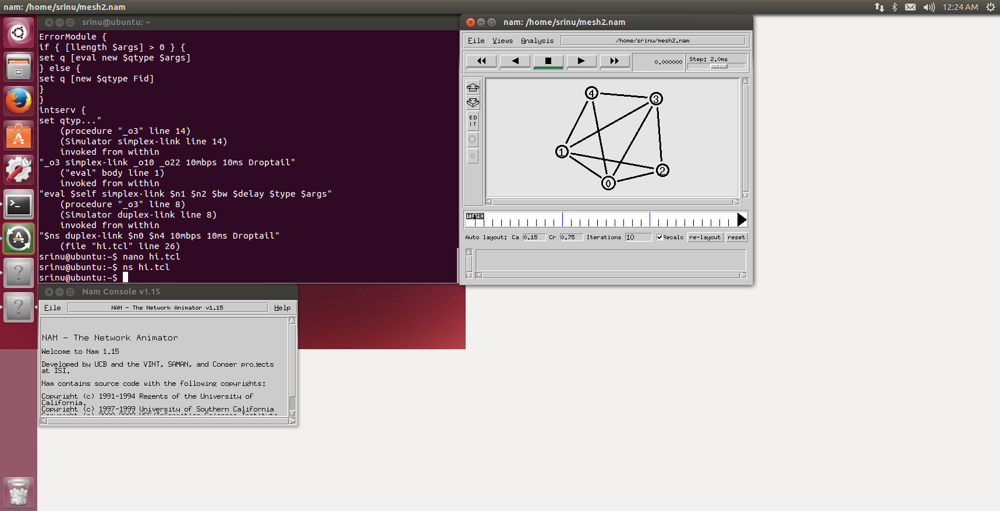 nam: /home/srinu/mesh2.nam
12:24 AM
srinu@ubuntu: ~
ErrorModule {
if { [llength $args] > 0 } {
set q [eval new $qtype $args]
} else {
set q [new $qtype Fid]
}
}
intserv {
set qtyp..."
(procedure "_o3" line 14)
(Simulator simplex-link line 14)
invoked from within
"_o3 simplex-link _o10 _o22 10mbps 10ms Droptail"
("eval" body line 1)
invoked from within
"eval $self simplex-link $n1 $n2 $bw $delay $type $args"
(procedure "_o3" line 8)
(Simulator duplex-link line 8)
invoked from within
"$ns duplex-link $n0 $n4 10mbps 10ms Droptail"
(file "hi.tcl" line 26)
srinu@ubuntu:~$ nano hi.tcl
srinu@ubuntu:~$ ns hi.tcl
srinu@ubuntu:~$
nam: /home/srinu/mesh2.nam
File Views Analysis /home/srinu/mesh2.nam
0.000000
Step: 2.0ms
ED
IT
4
3
1
2
0
TIME
Auto layout: Ca 0.15 Cr 0.75 Iterations 10 Recalc re-layout reset
Nam Console v1.15
File NAM - The Network Animator v1.15 Help
NAM - The Network Animator
Welcome to Nam 1.15
Developed by UCB and the VINT, SAMAN, and Conser projects
at ISI.
Nam contains source code with the following copyrights:
Copyright (c) 1991-1994 Regents of the University of
California.
Copyright (c) 1997-1999 University of Southern California
Copyright (c) 2000-2002 USC/Information Sciences Institute